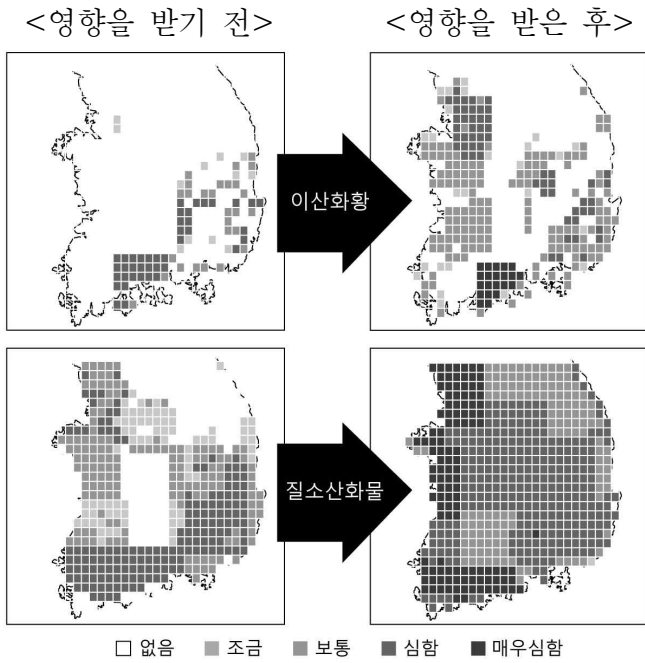 <영향을 받기 전> <영향을 받은 후>
이산화황
질소산화물
없음 조금 보통 심함 매우심함